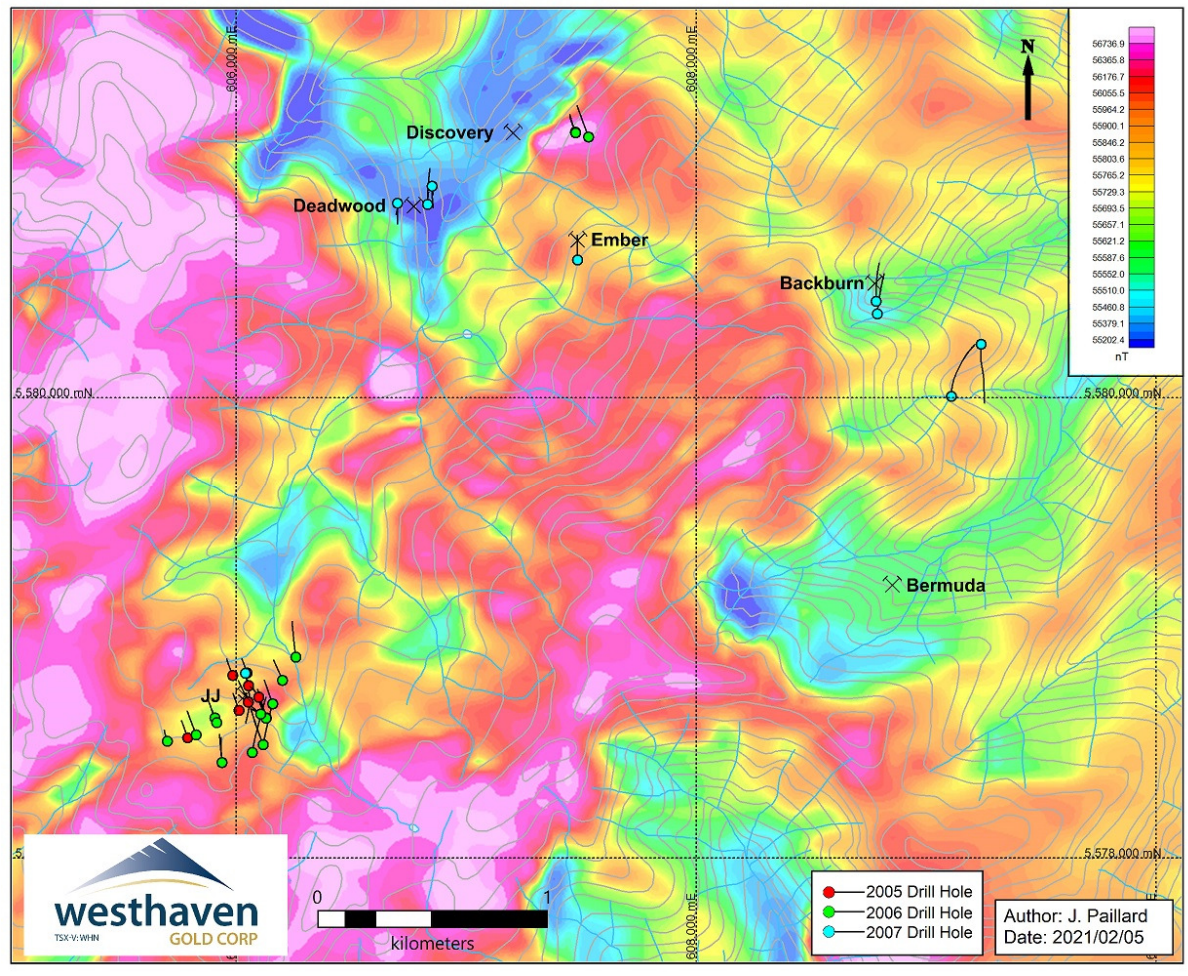 606,000 mE
608,000 mE
N
56736.9
56365.8
56176.7
56055.5
55964.2
55900.1
55846.2
55803.6
55765.2
55729.3
55693.5
55657.1
55621.2
55587.6
55552.0
55510.0
55460.8
55379.1
55202.4
nT
Discovery
Deadwood
Ember
Backburn
5,580,000 mN
5,580,000 mN
Bermuda
JJ
5,578,000 mN
608,000 mE
westhaven
TSX-V: WHN
GOLD CORP
0
1
kilometers
2005 Drill Hole
2006 Drill Hole
2007 Drill Hole
Author: J. Paillard
Date: 2021/02/05